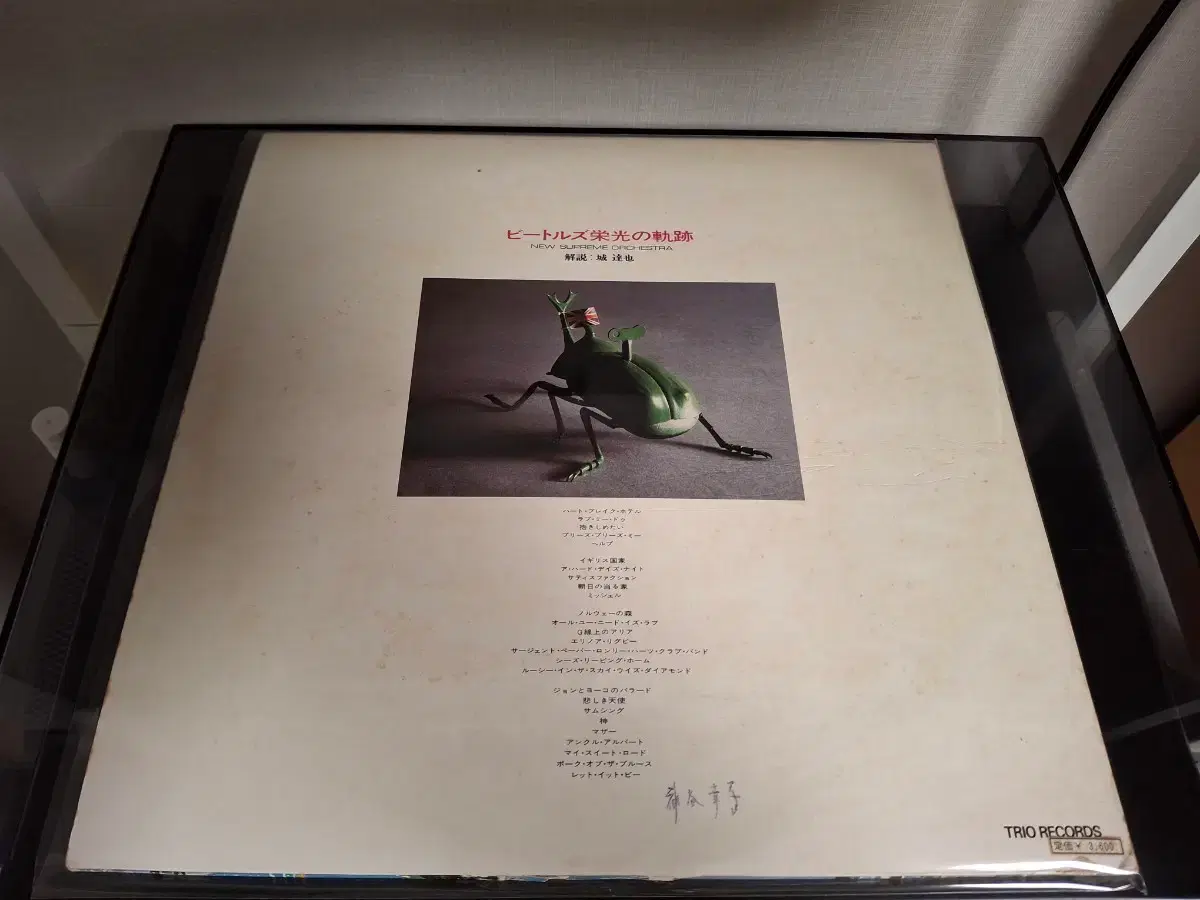 ビートルズ栄光の軌跡
NEW SUPREME ORCHESTRA
解説:城 達也
ハート・ブレイク・ホテル
ラブ・ミー・ドゥ
抱きしめたい
プリーズ・プリーズ・ミー
ヘルプ
イギリス国歌
ア・ハード・デイズ・ナイト
サティスファクション
朝日の当る家
ミッシェル
ノルウェーの森
オール・ユー・ニード・イズ・ラブ
g線上のアリア
エリノア・リグビー
サージェント・ペーパー・ロンリー・ハーツ・クラブ・バンド
シーズ・リービング・ホーム
ルーシー・イン・ザ・スカイ・ウイズ・ダイアモンド
ジョンとヨーコのバラード
悲しき天使
サムシング
神
マザー
アンクル・アルバート
マイ・スイート・ロード
ポーク・オブ・ザ・ブルース
レット・イット・ビー
TRIO RECORDS
定価¥ 3,600